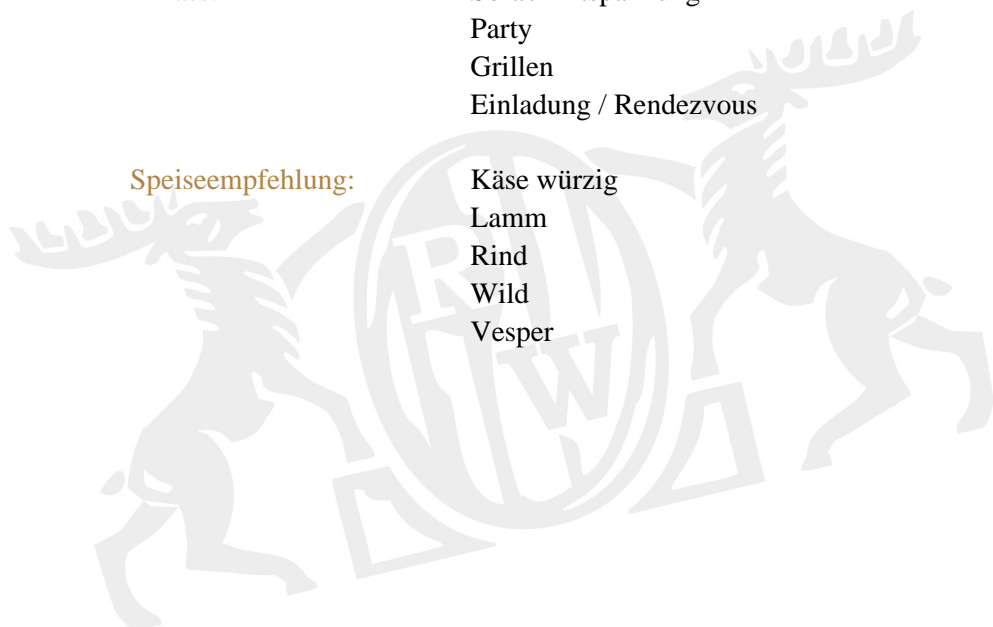 Party
Grillen
Einladung / Rendezvous
Speiseempfehlung: Käse würzig
Lamm
Rind
Wild
Vesper
R
W